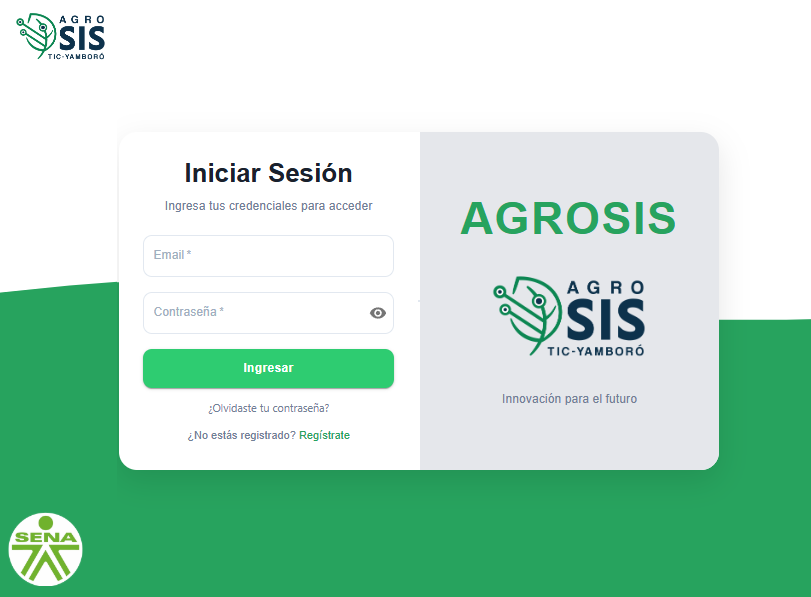 AGRO
SIS
TIC-YAMBORÓ
Iniciar Sesión
Ingresa tus credenciales para acceder
Email *
Contraseña *
Ingresar
¿Olvidaste tu contraseña?
¿No estás registrado? Regístrate
AGROSIS
AGRO
SIS
TIC-YAMBORÓ
Innovación para el futuro
SENA